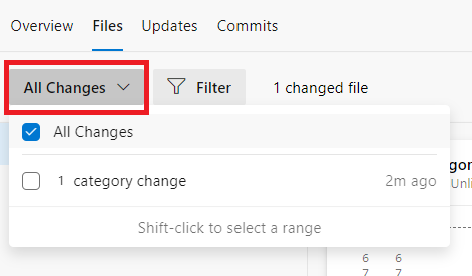 Overview Files Updates Commits
All Changes Filter 1 changed file
All Changes
1 category change 2m ago
Shift-click to select a range
gor
Unli
6 6
7 7